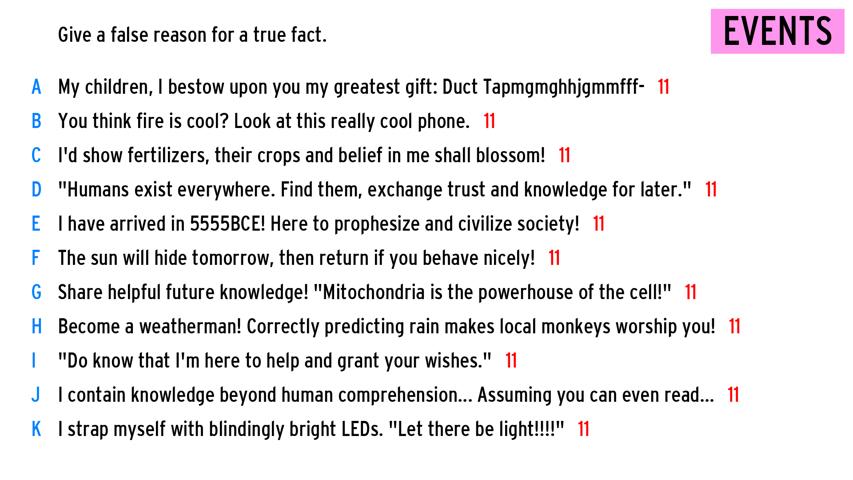 Give a false reason for a true fact.
EVENTS
A My children, I bestow upon you my greatest gift: Duct Tapmgmghhjgmmfff- 11
B You think fire is cool? Look at this really cool phone. 11
C I'd show fertilizers, their crops and belief in me shall blossom! 11
D "Humans exist everywhere. Find them, exchange trust and knowledge for later." 11
E I have arrived in 5555BCE! Here to prophesize and civilize society! 11
F The sun will hide tomorrow, then return if you behave nicely! 11
G Share helpful future knowledge! "Mitochondria is the powerhouse of the cell!" 11
H Become a weatherman! Correctly predicting rain makes local monkeys worship you! 11
I "Do know that I'm here to help and grant your wishes." 11
J I contain knowledge beyond human comprehension... Assuming you can even read... 11
K I strap myself with blindingly bright LEDs. "Let there be light!!!!" 11